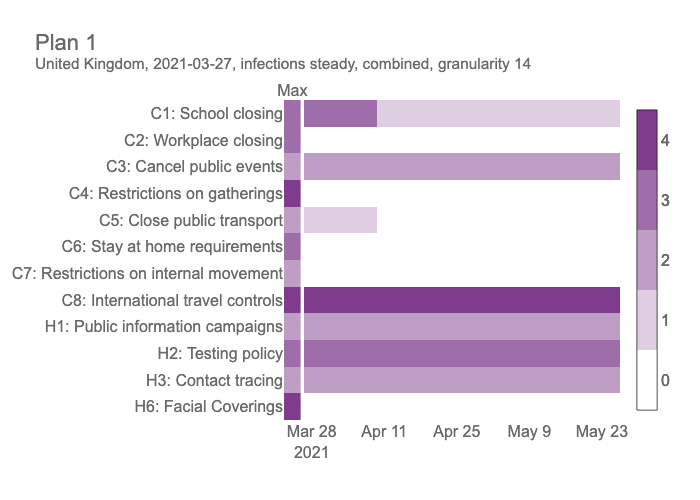 Plan 1
United Kingdom, 2021-03-27, infections steady, combined, granularity 14
Max
C1: School closing
C2: Workplace closing
C3: Cancel public events
C4: Restrictions on gatherings
C5: Close public transport
C6: Stay at home requirements
C7: Restrictions on internal movement
C8: International travel controls
H1: Public information campaigns
H2: Testing policy
H3: Contact tracing
H6: Facial Coverings
4
3
2
1
0
Mar 28 Apr 11 Apr 25 May 9 May 23
2021